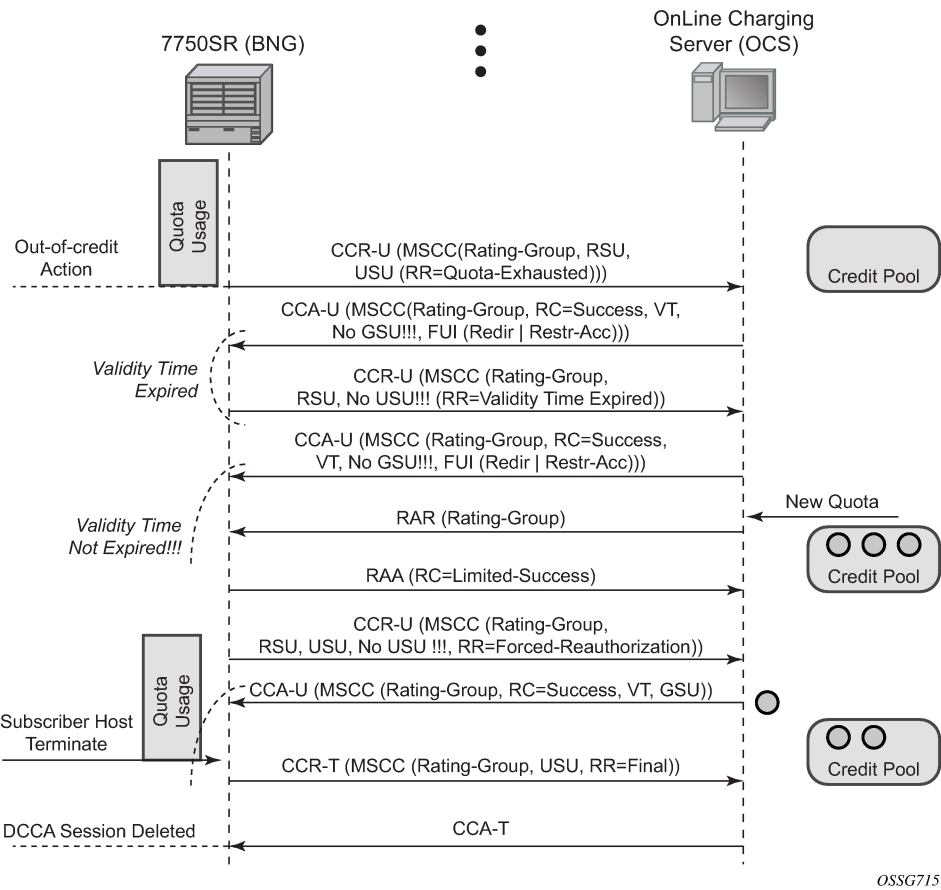 OnLine Charging
Server (OCS)
7750SR (BNG)
Quota
Usage
Out-of-credit
Action
CCR-U (MSCC(Rating-Group, RSU,
USU (RR=Quota-Exhausted)))
Credit Pool
CCA-U (MSCC(Rating-Group, RC=Success, VT,
No GSU!!!, FUI (Redir | Restr-Acc)))
Validity Time
Expired
CCR-U (MSCC (Rating-Group,
RSU, No USU!!! (RR=Validity Time Expired))
CCA-U (MSCC (Rating-Group, RC=Success,
VT, No GSU!!!, FUI (Redir | Restr-Acc)))
New Quota
Validity Time
Not Expired!!!
RAR (Rating-Group)
Credit Pool
RAA (RC=Limited-Success)
CCR-U (MSCC (Rating-Group,
RSU, USU, No USU !!!, RR=Forced-Reauthorization))
Quota
Usage
CCA-U (MSCC (Rating-Group, RC=Success, VT, GSU))
Subscriber Host
Terminate
CCR-T (MSCC (Rating-Group, USU, RR=Final))
Credit Pool
DCCA Session Deleted
CCA-T
OSSG715